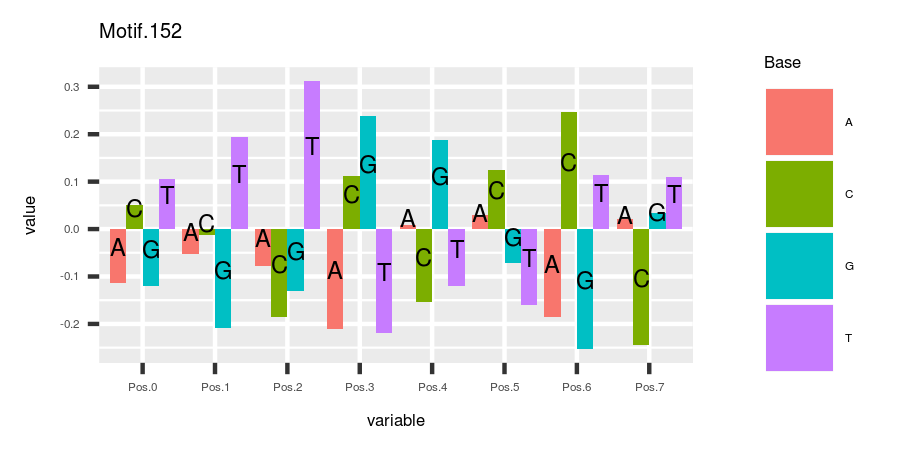 Motif.152
Base
A
C
G
T
value
0.3
0.2
0.1
0.0
-0.1
-0.2
A C G T
A C G T
A C G T
A C G T
A C G T
A C G T
A C G T
A C G T
Pos.0 Pos.1 Pos.2 Pos.3 Pos.4 Pos.5 Pos.6 Pos.7
variable